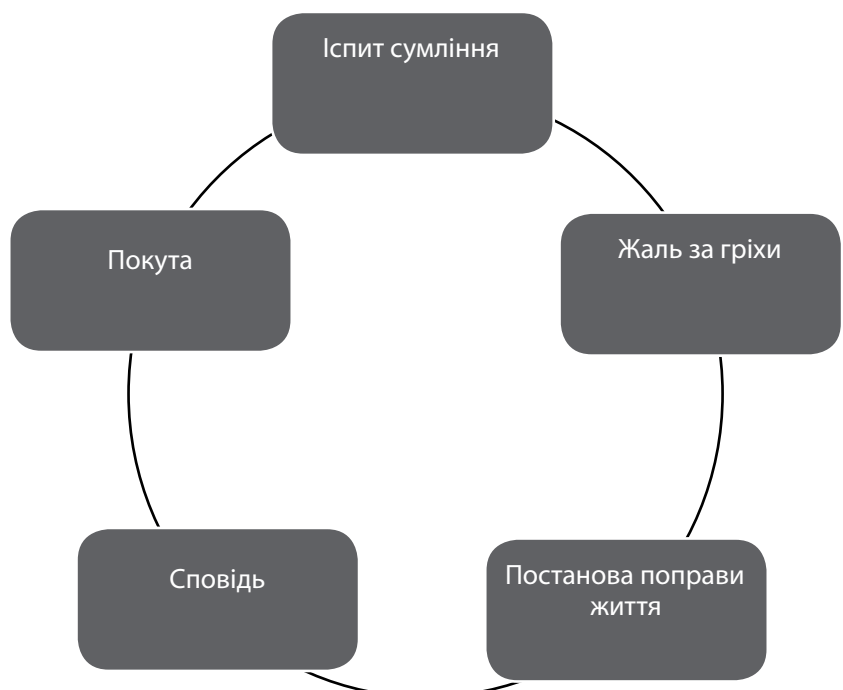 Іспит сумління
Жаль за гріхи
Постанова поправи
життя
Сповідь
Покута